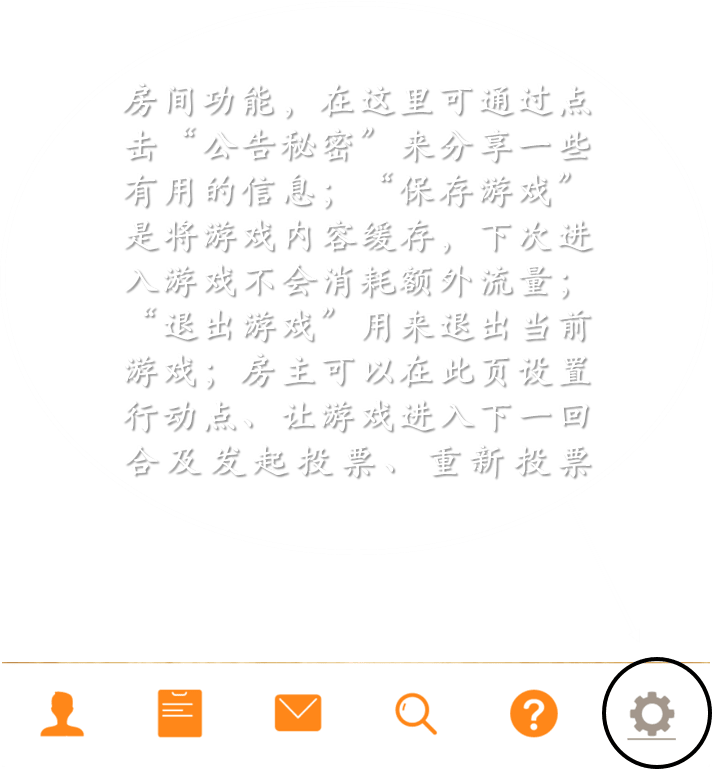 房间功能，在这里可通过点
击“公告秘密”来分享一些
有用的信息；“保存游戏”
是将游戏内容缓存，下次进
入游戏不会消耗额外流量；
“退出游戏”用来退出当前
游戏；房主可以在此页设置
行动点、让游戏进入下一回
合及发起投票、重新投票
?